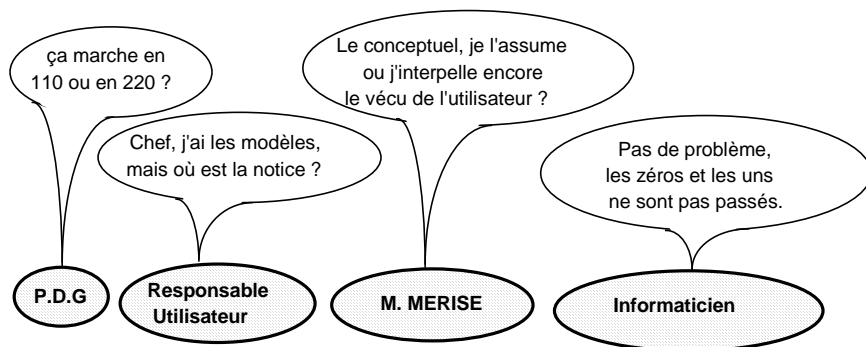 ça marche en
110 ou en 220 ?
Chef, j'ai les modèles,
mais où est la notice ?
Le conceptuel, je l'assume
ou j'interpelle encore
le vécu de l'utilisateur ?
Pas de problème,
les zéros et les uns
ne sont pas passés.
P.D.G
Responsable
Utilisateur
M. MERISE
Informaticien